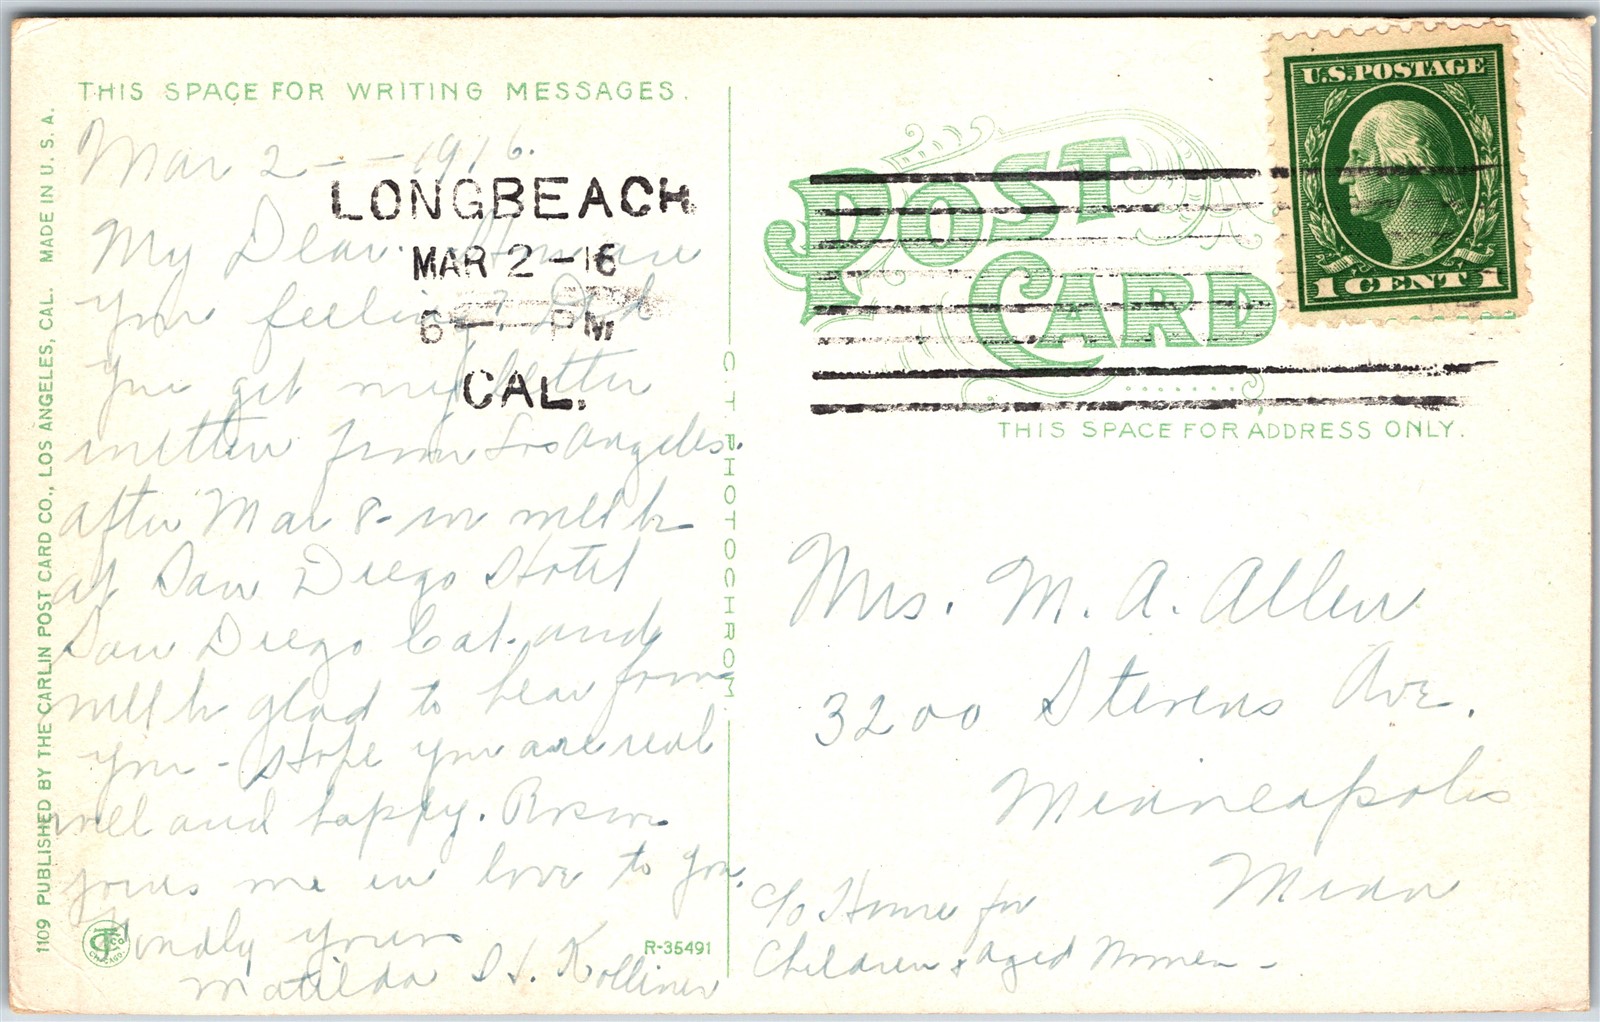 THIS SPACE FOR WRITING MESSAGES.
Mar 2 — — 1916.
My Dear. How are
you feeling? Did
you get my letter
written from Los Angeles.
after Mar 8 - we will be
at San Diego Hotel
San Diego Cal. and
will be glad to hear from
you - Hope you are real
well and happy.
yours me in love to you.
Kindly yours
Matilda
LONGBEACH
MAR 2 - 16
6 — PM
CAL.
1109 PUBLISHED BY THE CARLIN POST CARD CO., LOS ANGELES, CAL. MADE IN U. S. A.
C. T. PHOTOCHROM.
R-35491
POST
CARD
U.S. POSTAGE
1 CENT 1
THIS SPACE FOR ADDRESS ONLY.
Mrs. M. A. Allen
3200 Stevens Ave.
Minneapolis
Minn
c/o Home for
Children & aged Women -